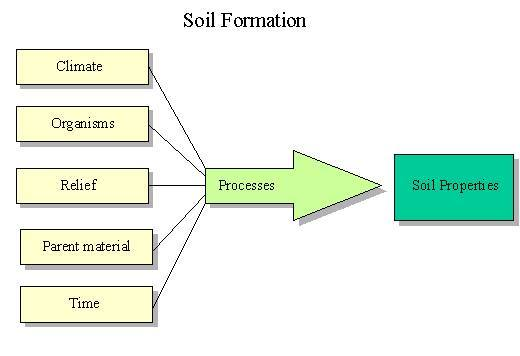 Soil Formation
Climate
Organisms
Relief
Processes
Soil Properties
Parent material
Time